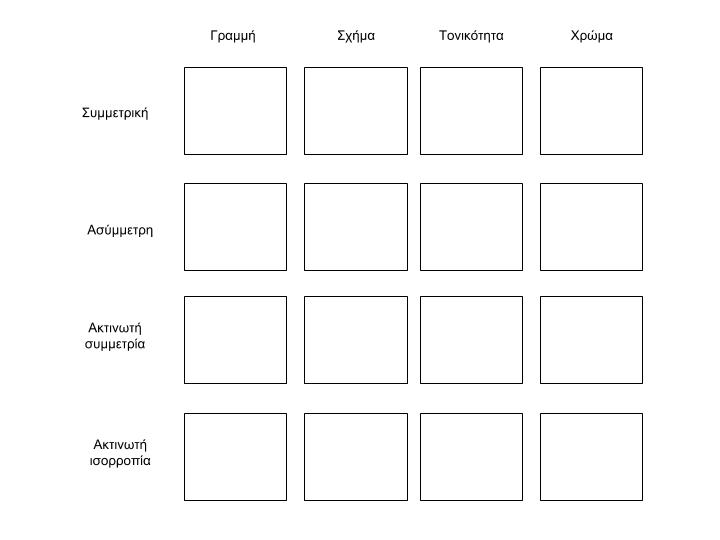 Γραμμή Σχήμα Τονικότητα Χρώμα
Συμμετρική
Ασύμμετρη
Ακτινωτή
συμμετρία
Ακτινωτή
ισορροπία